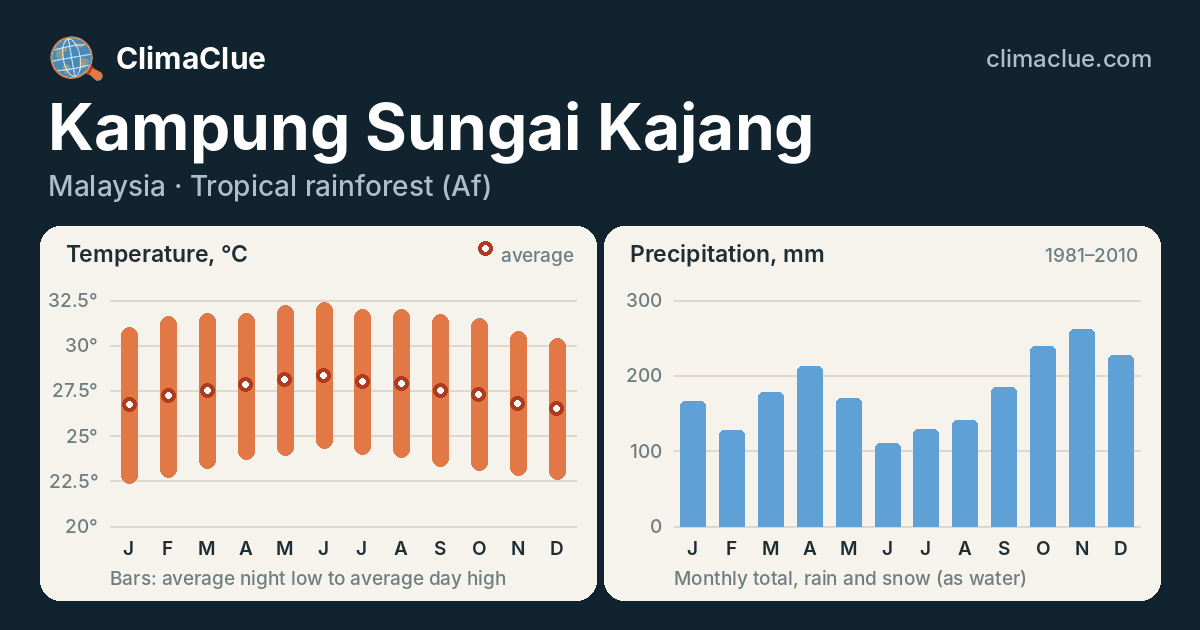 ClimaClue
climaclue.com
Kampung Sungai Kajang
Malaysia · Tropical rainforest (Af)
Temperature, °C
average
32.5°
30°
27.5°
25°
22.5°
20°
J F M A M J J A S O N D
Bars: average night low to average day high
Precipitation, mm
1981–2010
300
200
100
0
J F M A M J J A S O N D
Monthly total, rain and snow (as water)